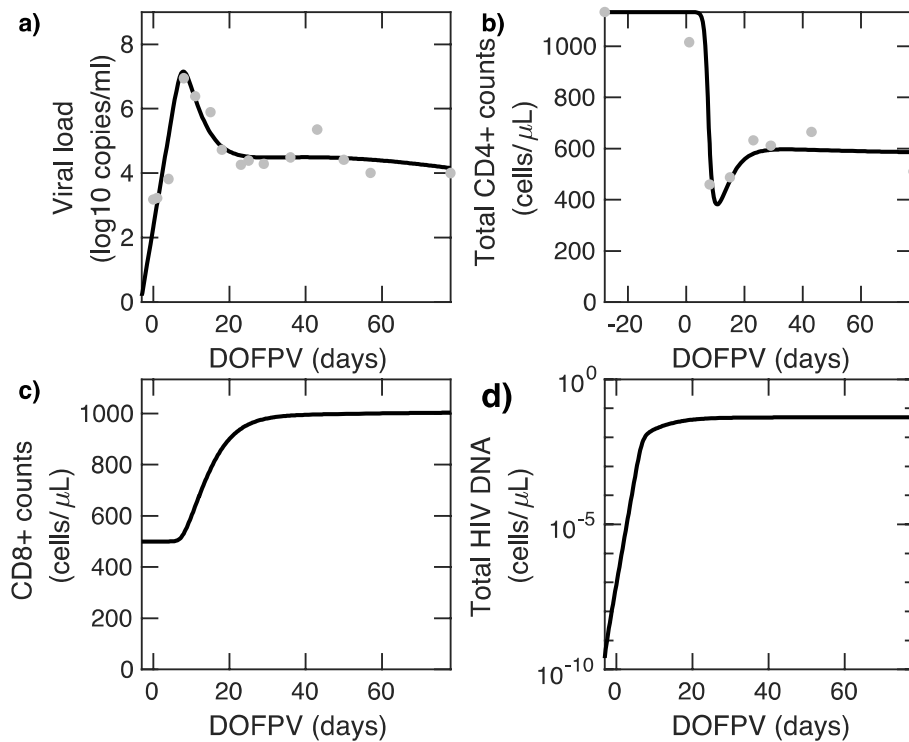 a)
Viral load
(log10 copies/ml)
8
6
4
2
0
0 20 40 60
DOFPV (days)
b)
Total CD4+ counts
(cells/μL)
1000
800
600
400
200
0
-20 0 20 40 60
DOFPV (days)
c)
CD8+ counts
(cells/μL)
1000
800
600
400
200
0
0 20 40 60
DOFPV (days)
d)
Total HIV DNA
(cells/μL)
10^0
10^-5
10^-10
0 20 40 60
DOFPV (days)